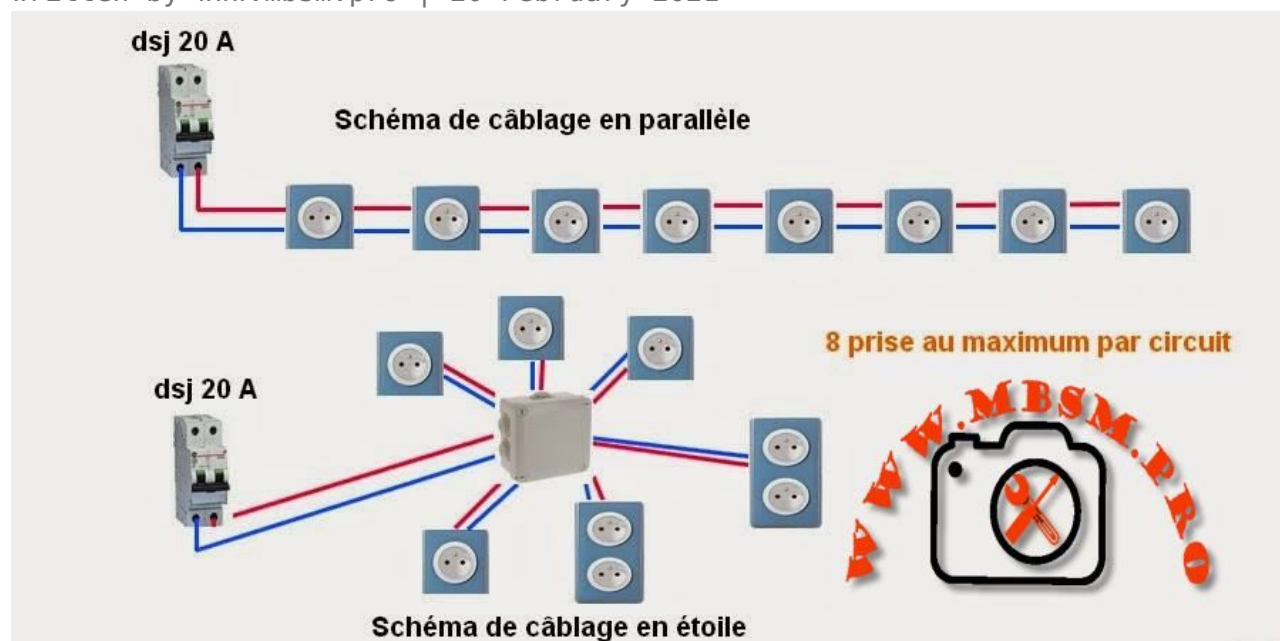 dsj 20 A
Schéma de câblage en parallèle
8 prise au maximum par circuit
dsj 20 A
WWW.MBSM.PRO
Schéma de câblage en étoile